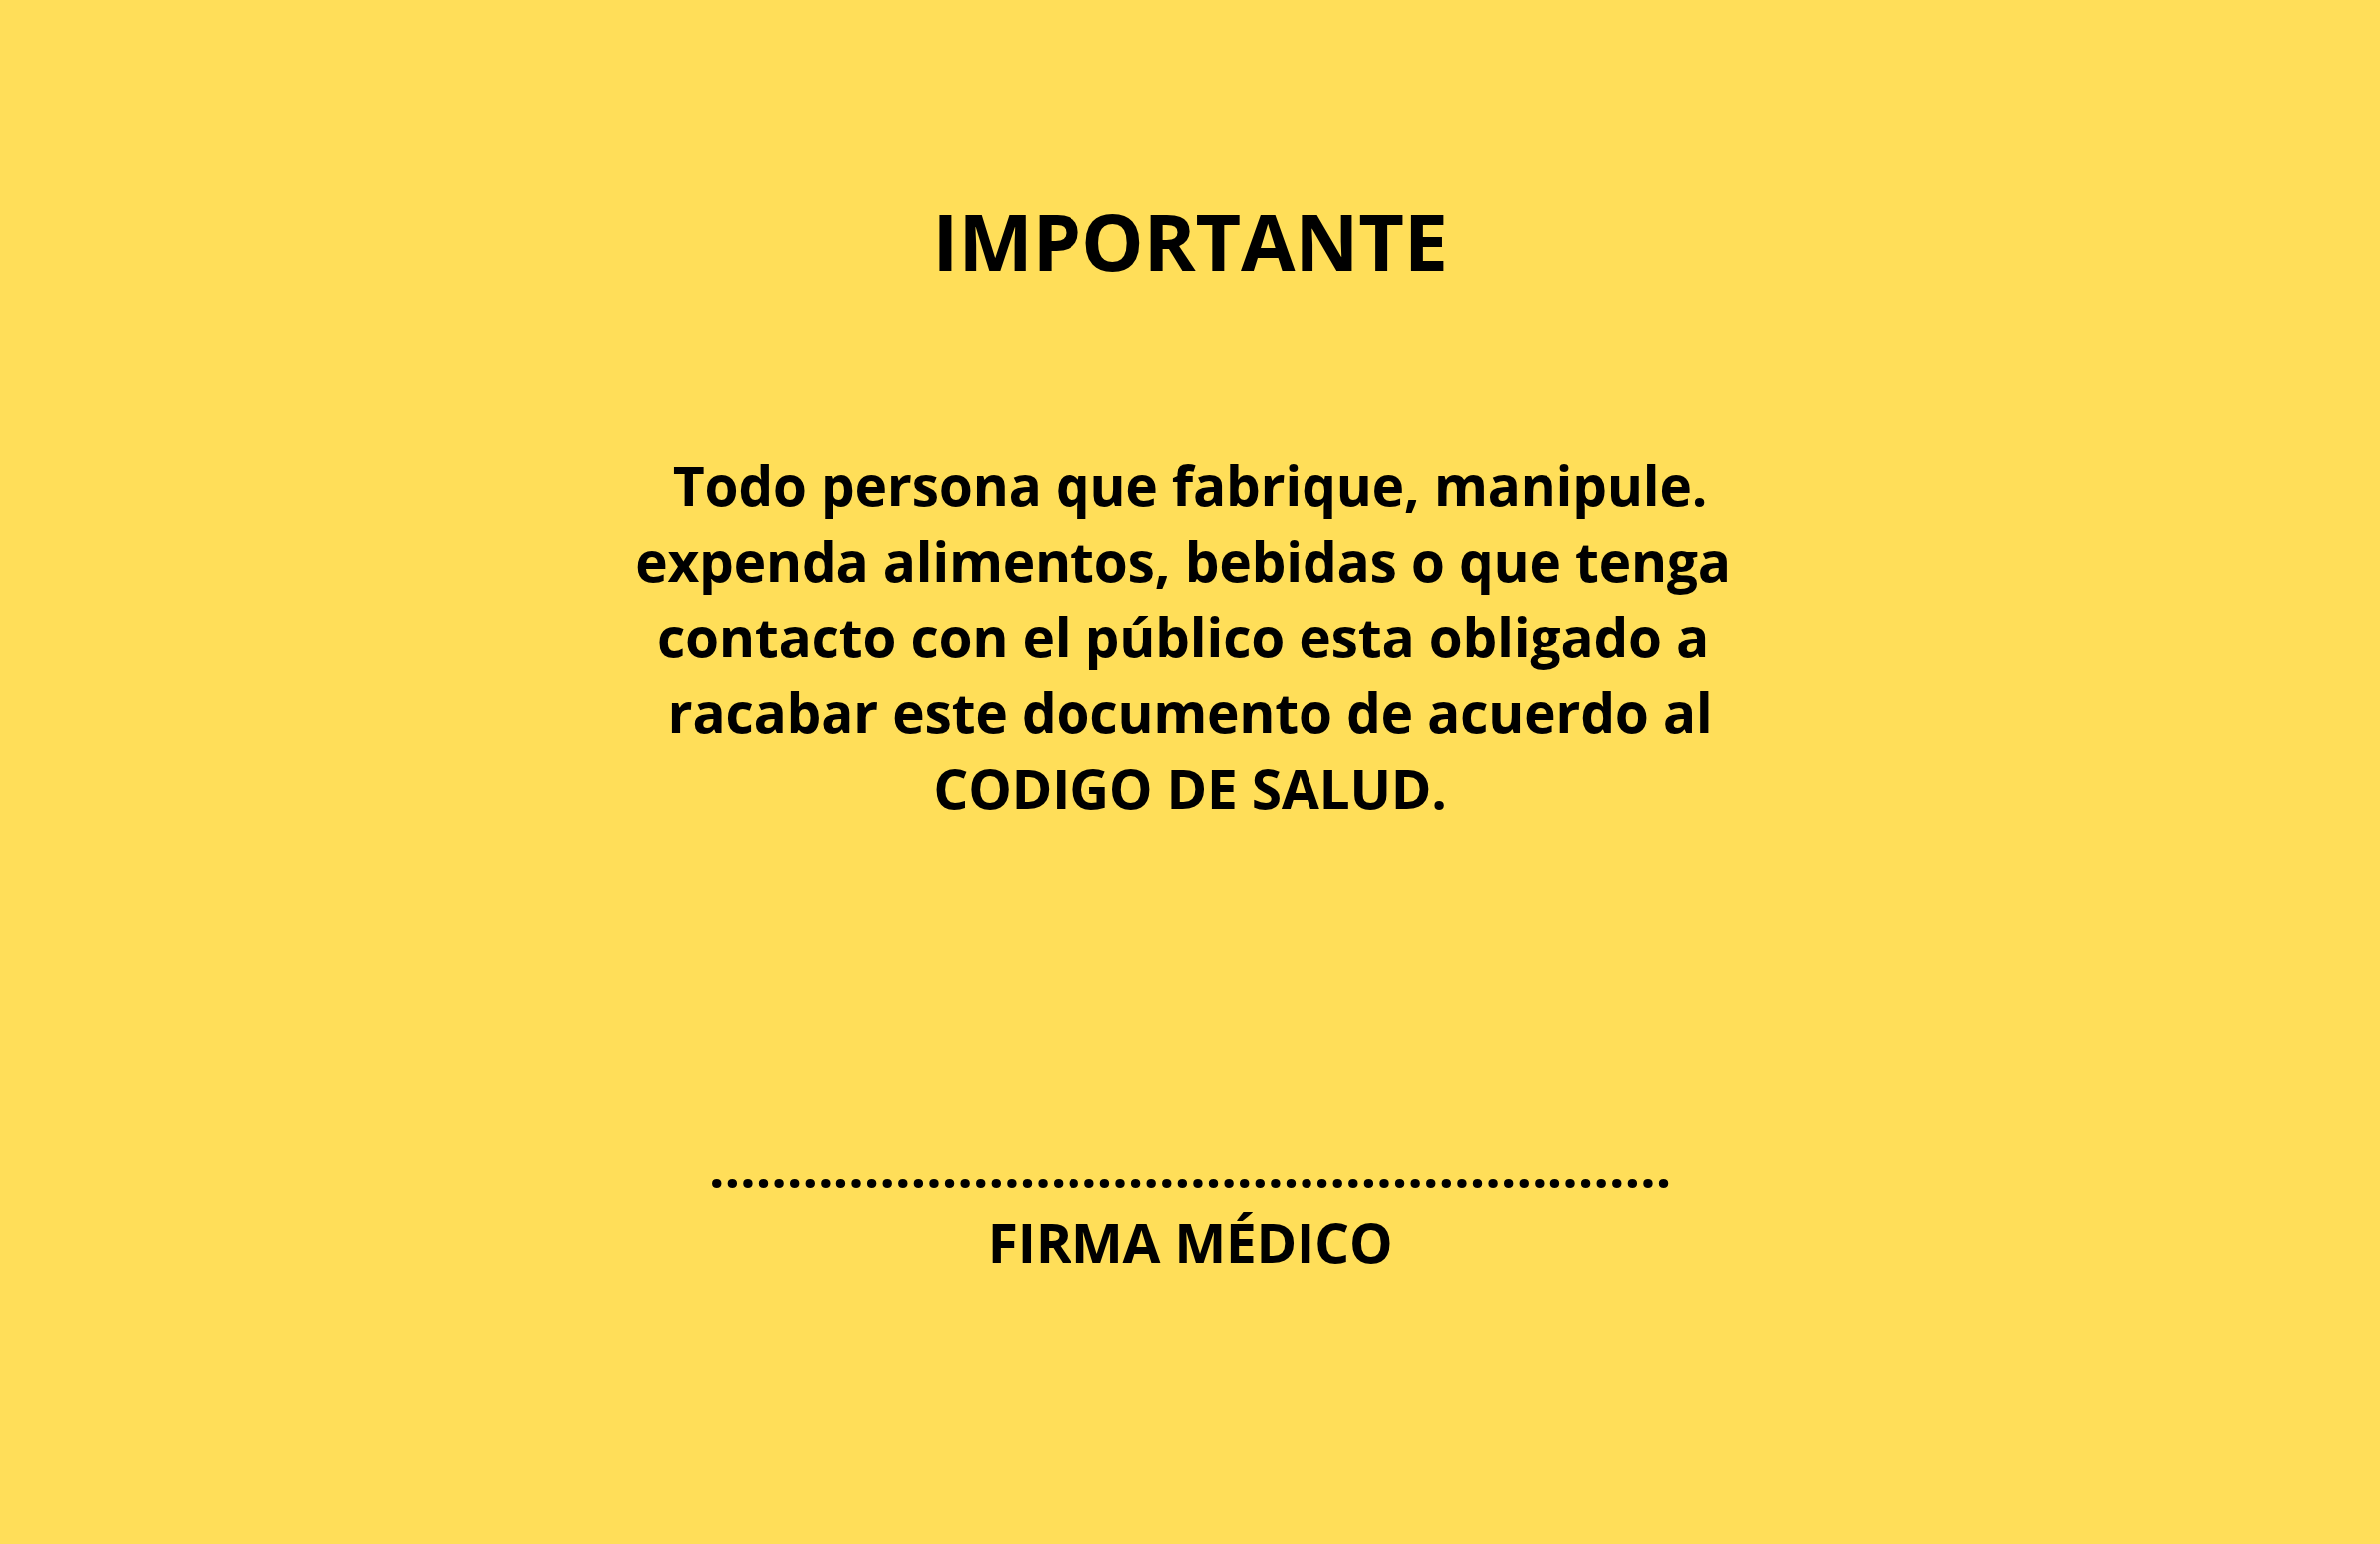 IMPORTANTE
Todo persona que fabrique, manipule.
expenda alimentos, bebidas o que tenga
contacto con el público esta obligado a
racabar este documento de acuerdo al
CODIGO DE SALUD.
..............................................................
FIRMA MÉDICO